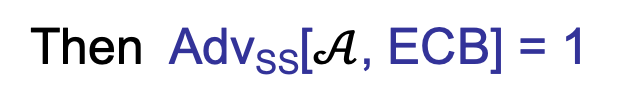 Then Adv_SS[𝒜, ECB] = 1